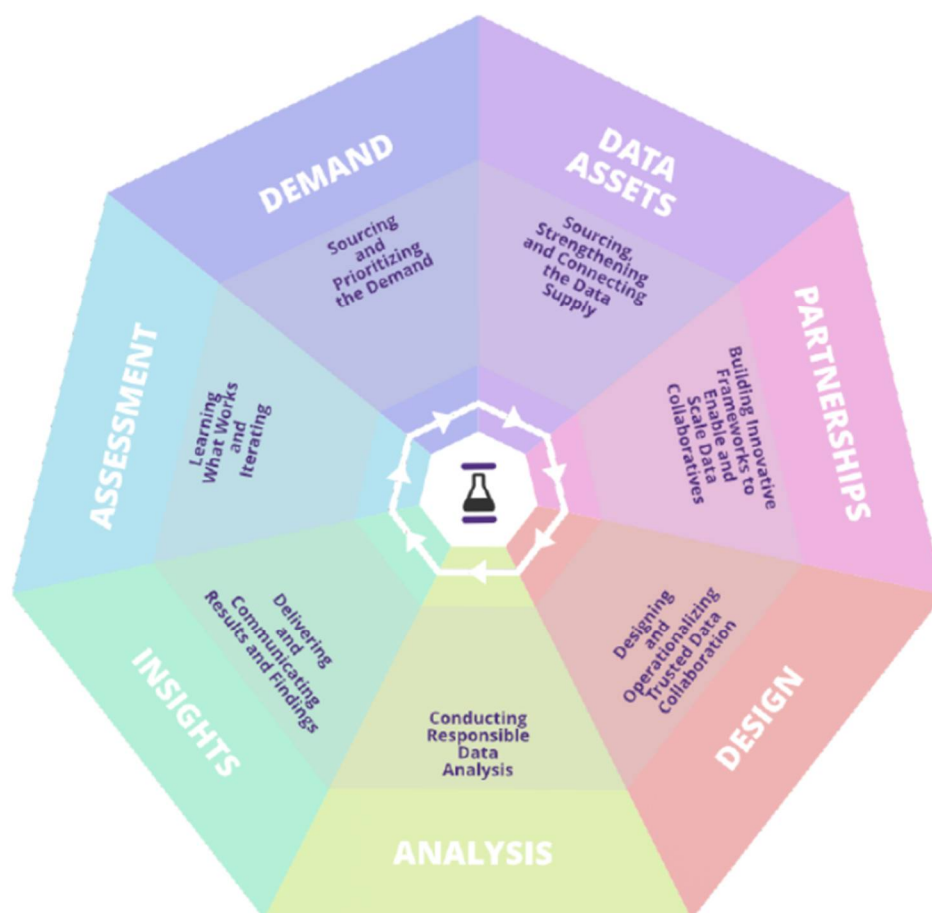 DEMAND
Sourcing
and
Prioritizing
the Demand
DATA
ASSETS
Sourcing,
Strengthening
and Connecting
the Data
Supply
PARTNERSHIPS
Building Innovative
Frameworks to
Enable and
Scale Data
Collaboratives
DESIGN
Designing
and
Operationalizing
Trusted Data
Collaboration
ANALYSIS
Conducting
Responsible
Data
Analysis
INSIGHTS
Delivering
and
Communicating
Results and Findings
ASSESSMENT
Learning
What Works
and
Iterating